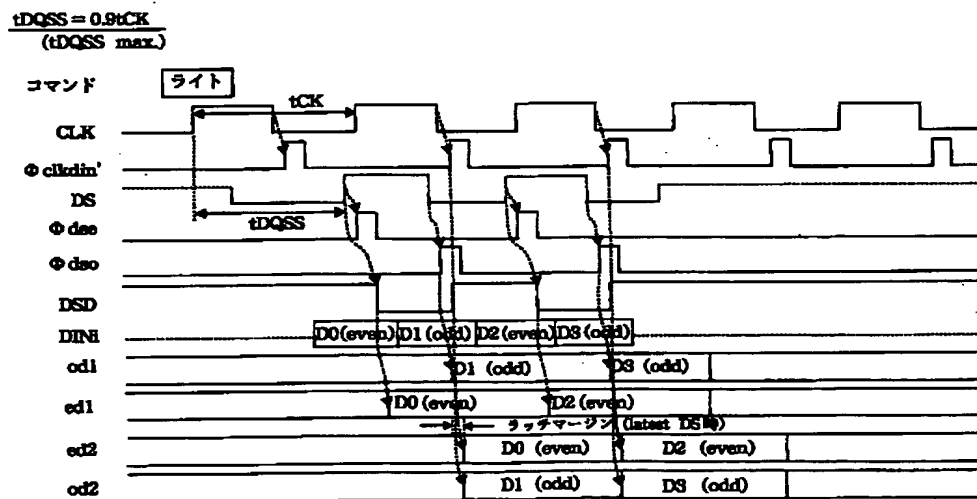 tDQSS = 0.9tCK
(tDQSS max.)
コマンド
ライト
tCK
CLK
Φclkdin'
DS
tDQSS
Φdse
Φdso
DSD
DINi
D0(even) D1(odd) D2(even) D3(odd)
od1
D1 (odd) D3 (odd)
ed1
D0(even) D2(even)
ラッチマージン (latest DS時)
ed2
D0 (even) D2 (even)
od2
D1 (odd) D3 (odd)